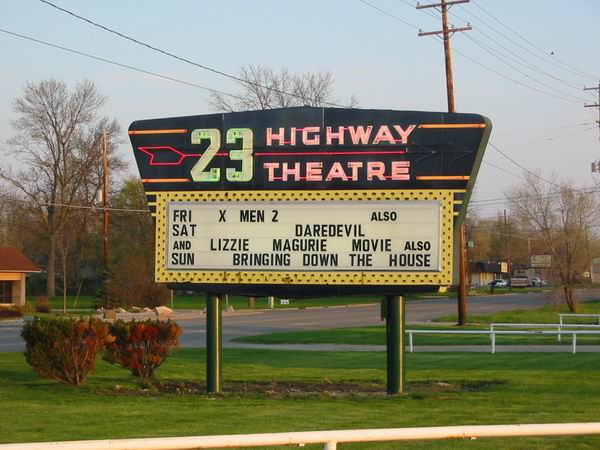 23 HIGHWAY
THEATRE
FRI X MEN 2 ALSO
SAT DAREDEVIL
AND LIZZIE MAGURIE MOVIE ALSO
SUN BRINGING DOWN THE HOUSE